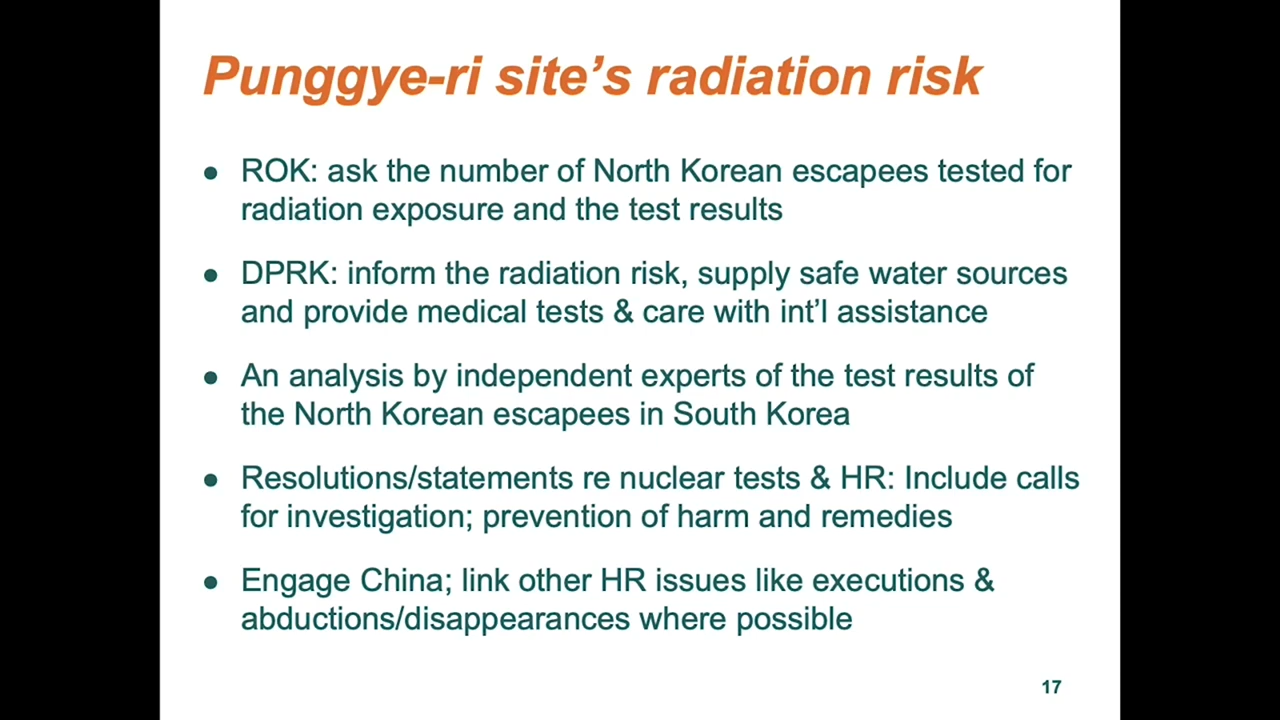 Punggye-ri site’s radiation risk
● ROK: ask the number of North Korean escapees tested for
radiation exposure and the test results
● DPRK: inform the radiation risk, supply safe water sources
and provide medical tests & care with int’l assistance
● An analysis by independent experts of the test results of
the North Korean escapees in South Korea
● Resolutions/statements re nuclear tests & HR: Include calls
for investigation; prevention of harm and remedies
● Engage China; link other HR issues like executions &
abductions/disappearances where possible
17